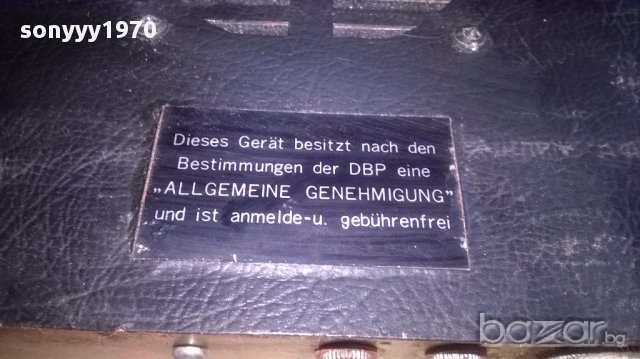 sonyyy1970
Dieses Gerät besitzt nach den
Bestimmungen der DBP eine
„ALLGEMEINE GENEHMIGUNG"
und ist anmelde-u. gebührenfrei
bazar.bg